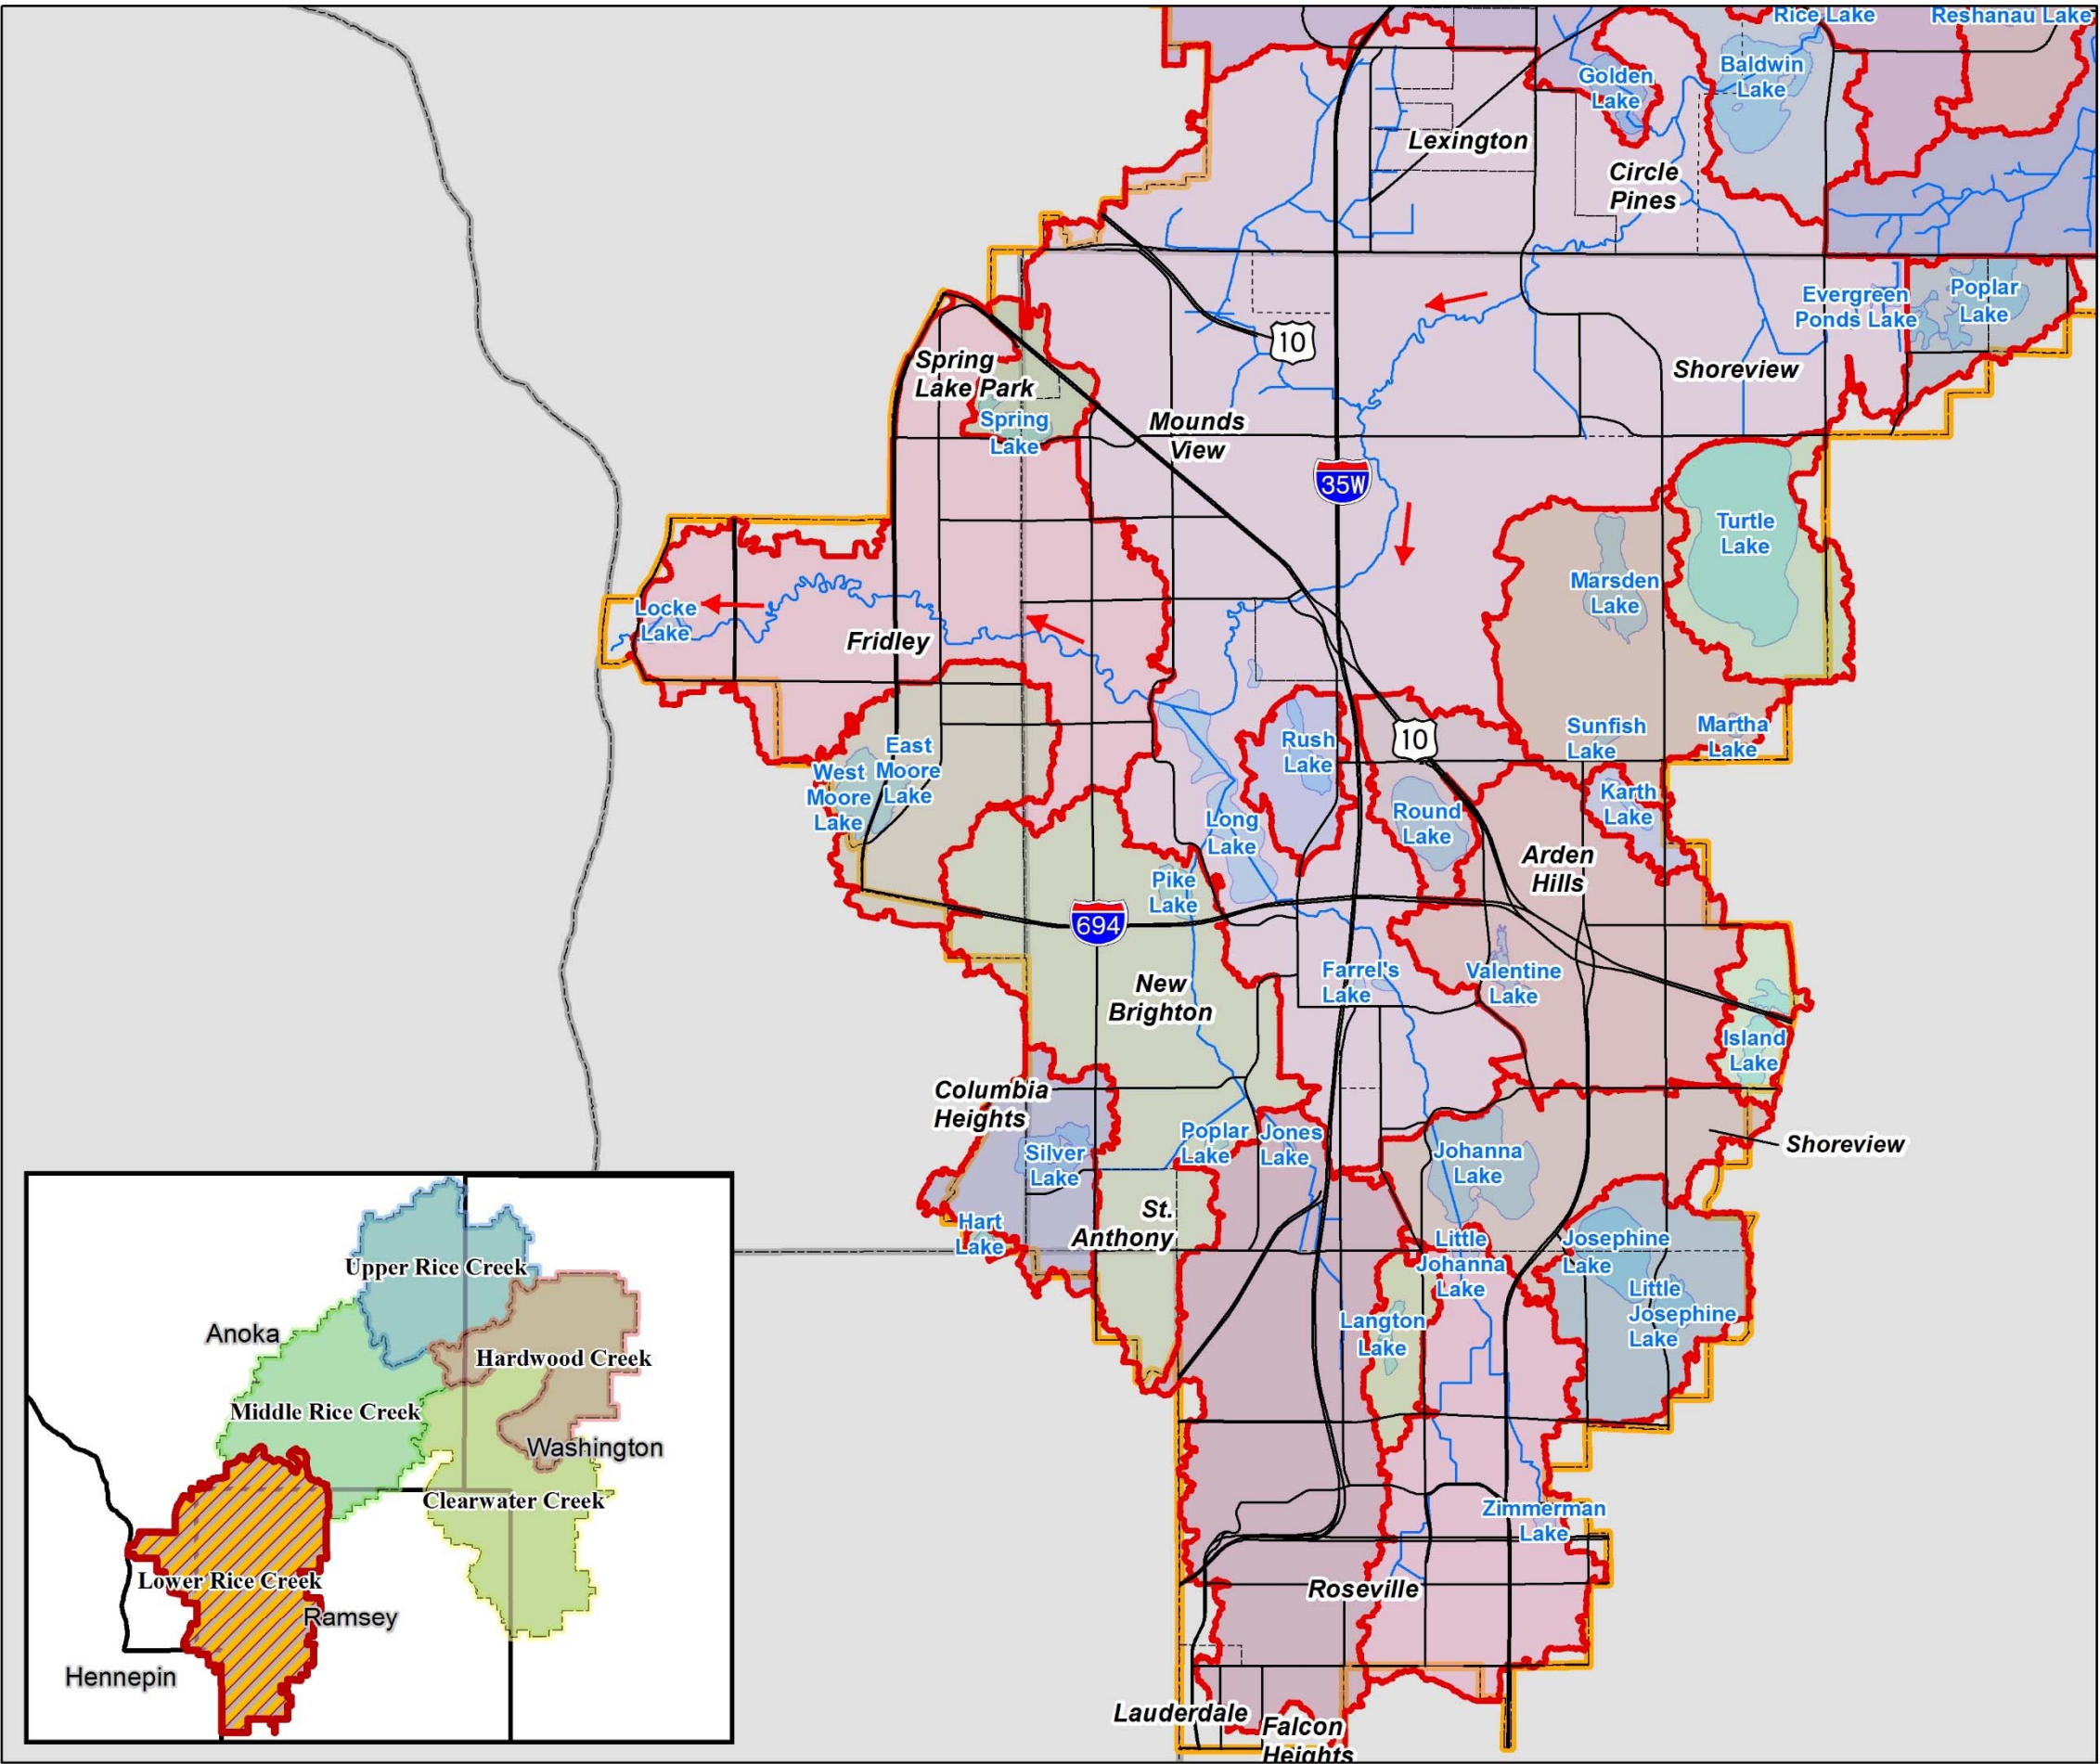 Rice Lake
Reshanau Lake
Golden
Lake
Baldwin
Lake
Lexington
Circle
Pines
Evergreen
Ponds Lake
Poplar
Lake
10
Spring
Lake Park
Shoreview
Spring
Lake
Mounds
View
35W
Turtle
Lake
Marsden
Lake
Locke
Lake
Fridley
Sunfish
Lake
Martha
Lake
Rush
Lake
10
East
Moore
Lake
West
Moore
Lake
Long
Lake
Round
Lake
Karth
Lake
Arden
Hills
Pike
Lake
694
New
Brighton
Farrel's
Lake
Valentine
Lake
Island
Lake
Columbia
Heights
Silver
Lake
Poplar
Lake
Jones
Lake
Johanna
Lake
Shoreview
Hart
Lake
St.
Anthony
Little
Johanna
Lake
Josephine
Lake
Little
Josephine
Lake
Langton
Lake
Zimmerman
Lake
Roseville
Lauderdale
Falcon
Heights
Upper Rice Creek
Anoka
Hardwood Creek
Middle Rice Creek
Washington
Clearwater Creek
Lower Rice Creek
Ramsey
Hennepin